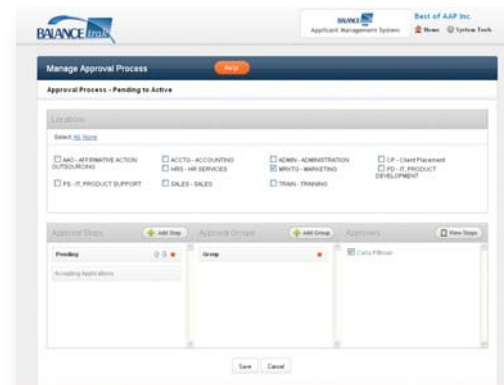 BALANCEtrak
BALANCEtrak
Applicant Management System
Best of AAP Inc.
Home System Tools
Manage Approval Process
Help
Approval Process - Pending to Active
Locations
Select All, None
AAO - AFFIRMATIVE ACTION OUTSOURCING
ACCTG - ACCOUNTING
ADMIN - ADMINISTRATION
CP - Client Placement
HRS - HR SERVICES
MRKTG - MARKETING
PD - IT, PRODUCT DEVELOPMENT
PS - IT, PRODUCT SUPPORT
SALES - SALES
TRAIN - TRAINING
Approval Steps
Add Step
Approval Groups
Add Group
Approvers
View Steps
Pending
Group
Carla Pittman
Accepting Applications
Save
Cancel